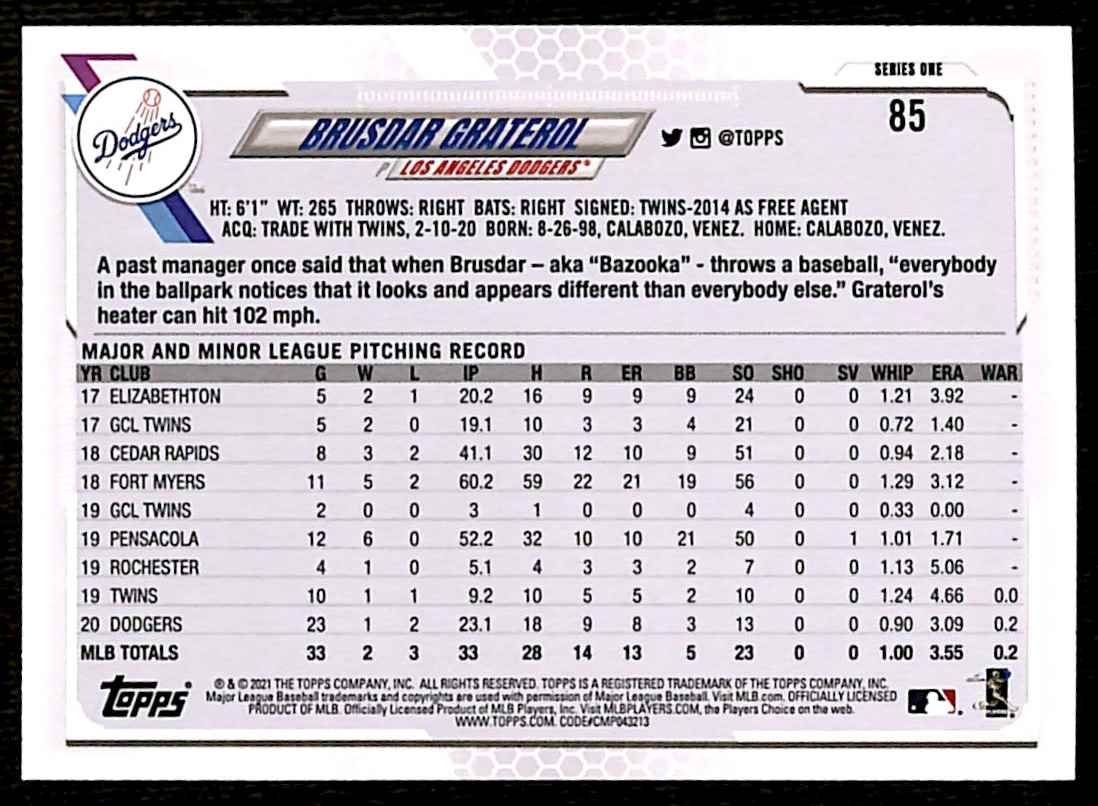 SERIES ONE
85
Dodgers
BRUSDAR GRATEROL
@TOPPS
P LOS ANGELES DODGERS®
HT: 6'1" WT: 265 THROWS: RIGHT BATS: RIGHT SIGNED: TWINS-2014 AS FREE AGENT
ACQ: TRADE WITH TWINS, 2-10-20 BORN: 8-26-98, CALABOZO, VENEZ. HOME: CALABOZO, VENEZ.
A past manager once said that when Brusdar – aka "Bazooka" - throws a baseball, "everybody
in the ballpark notices that it looks and appears different than everybody else." Graterol's
heater can hit 102 mph.
MAJOR AND MINOR LEAGUE PITCHING RECORD
YR CLUB G W L IP H R ER BB SO SHO SV WHIP ERA WAR
17 ELIZABETHTON 5 2 1 20.2 16 9 9 9 24 0 0 1.21 3.92 -
17 GCL TWINS 5 2 0 19.1 10 3 3 4 21 0 0 0.72 1.40 -
18 CEDAR RAPIDS 8 3 2 41.1 30 12 10 9 51 0 0 0.94 2.18 -
18 FORT MYERS 11 5 2 60.2 59 22 21 19 56 0 0 1.29 3.12 -
19 GCL TWINS 2 0 0 3 1 0 0 0 4 0 0 0.33 0.00 -
19 PENSACOLA 12 6 0 52.2 32 10 10 21 50 0 1 1.01 1.71 -
19 ROCHESTER 4 1 0 5.1 4 3 3 2 7 0 0 1.13 5.06 -
19 TWINS 10 1 1 9.2 10 5 5 2 10 0 0 1.24 4.66 0.0
20 DODGERS 23 1 2 23.1 18 9 8 3 13 0 0 0.90 3.09 0.2
MLB TOTALS 33 2 3 33 28 14 13 5 23 0 0 1.00 3.55 0.2
TOPPS®
® & © 2021 THE TOPPS COMPANY, INC. ALL RIGHTS RESERVED. TOPPS IS A REGISTERED TRADEMARK OF THE TOPPS COMPANY, INC.
Major League Baseball trademarks and copyrights are used with permission of Major League Baseball. Visit MLB.com. OFFICIALLY LICENSED
PRODUCT OF MLB. Officially Licensed Product of MLB Players, Inc. Visit MLBPLAYERS.COM, the Players Choice on the web.
WWW.TOPPS.COM. CODE#CMP043213